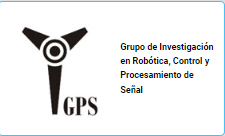 GPS
Grupo de Investigación
en Robótica, Control y
Procesamiento de
Señal